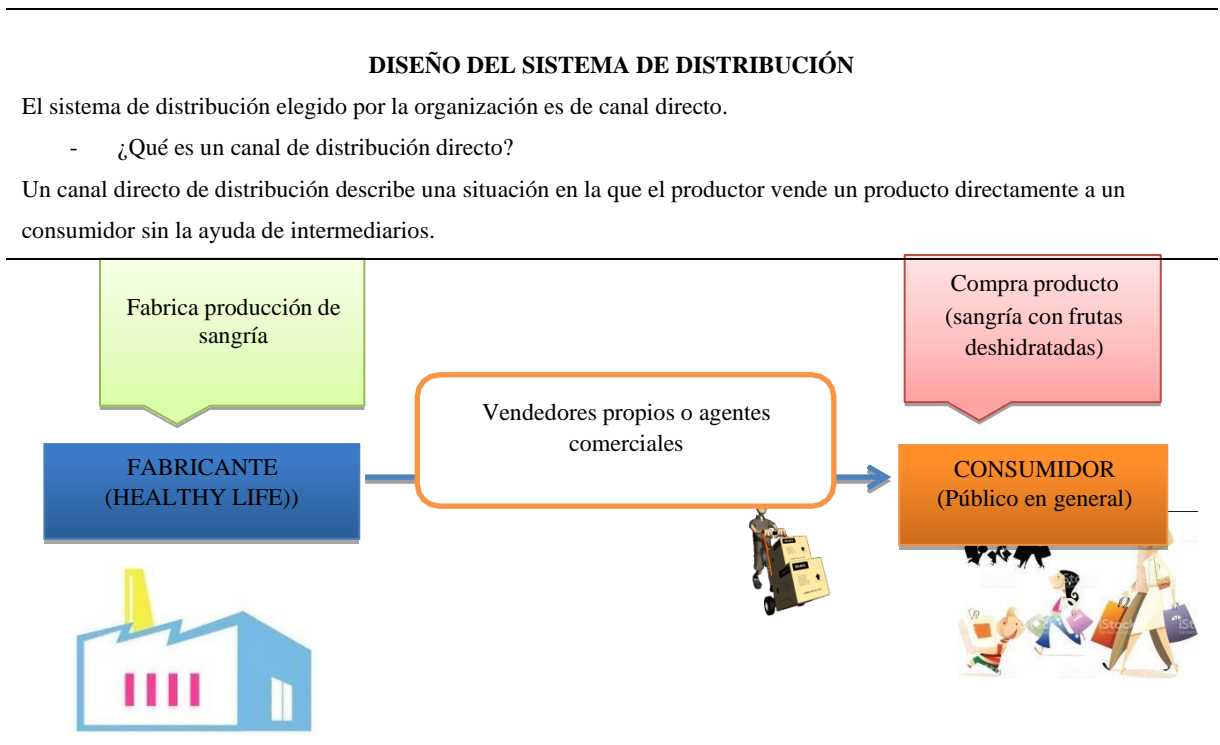 DISEÑO DEL SISTEMA DE DISTRIBUCIÓN
El sistema de distribución elegido por la organización es de canal directo.
- ¿Qué es un canal de distribución directo?
Un canal directo de distribución describe una situación en la que el productor vende un producto directamente a un
consumidor sin la ayuda de intermediarios.
Fabrica producción de
sangría
Compra producto
(sangría con frutas
deshidratadas)
Vendedores propios o agentes
comerciales
FABRICANTE
(HEALTHY LIFE))
CONSUMIDOR
(Público en general)
iStock